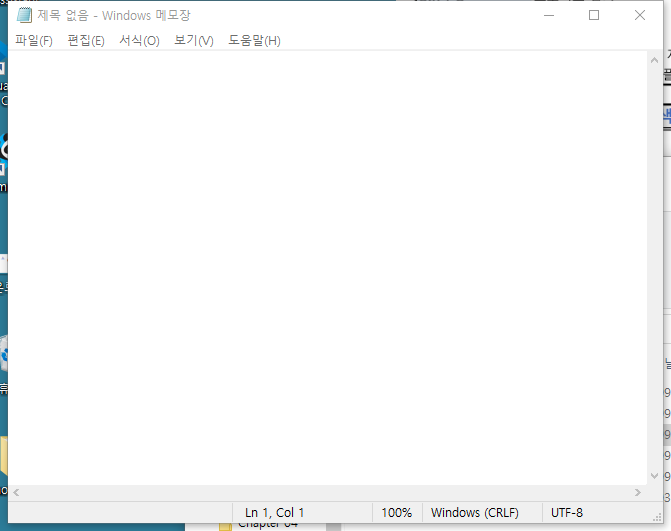 제목 없음 - Windows 메모장
파일(F) 편집(E) 서식(O) 보기(V) 도움말(H)
Ln 1, Col 1 100% Windows (CRLF) UTF-8
Chapter 04